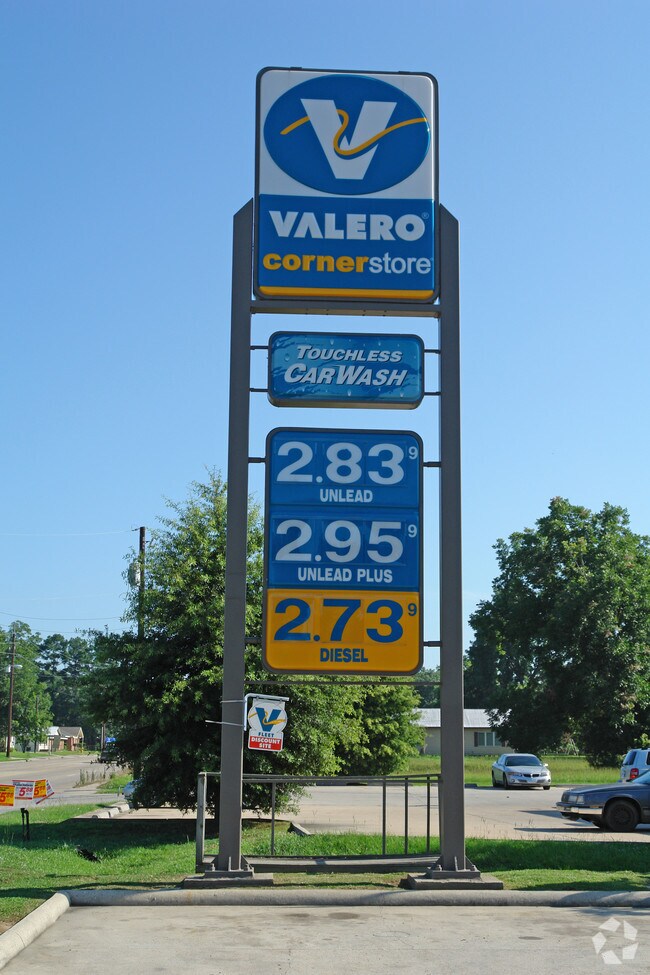 V
VALERO
cornerstore
TOUCHLESS
CARWASH
2.83 9
UNLEAD
2.95 9
UNLEAD PLUS
2.73 9
DIESEL
FLEET
DISCOUNT
SITE